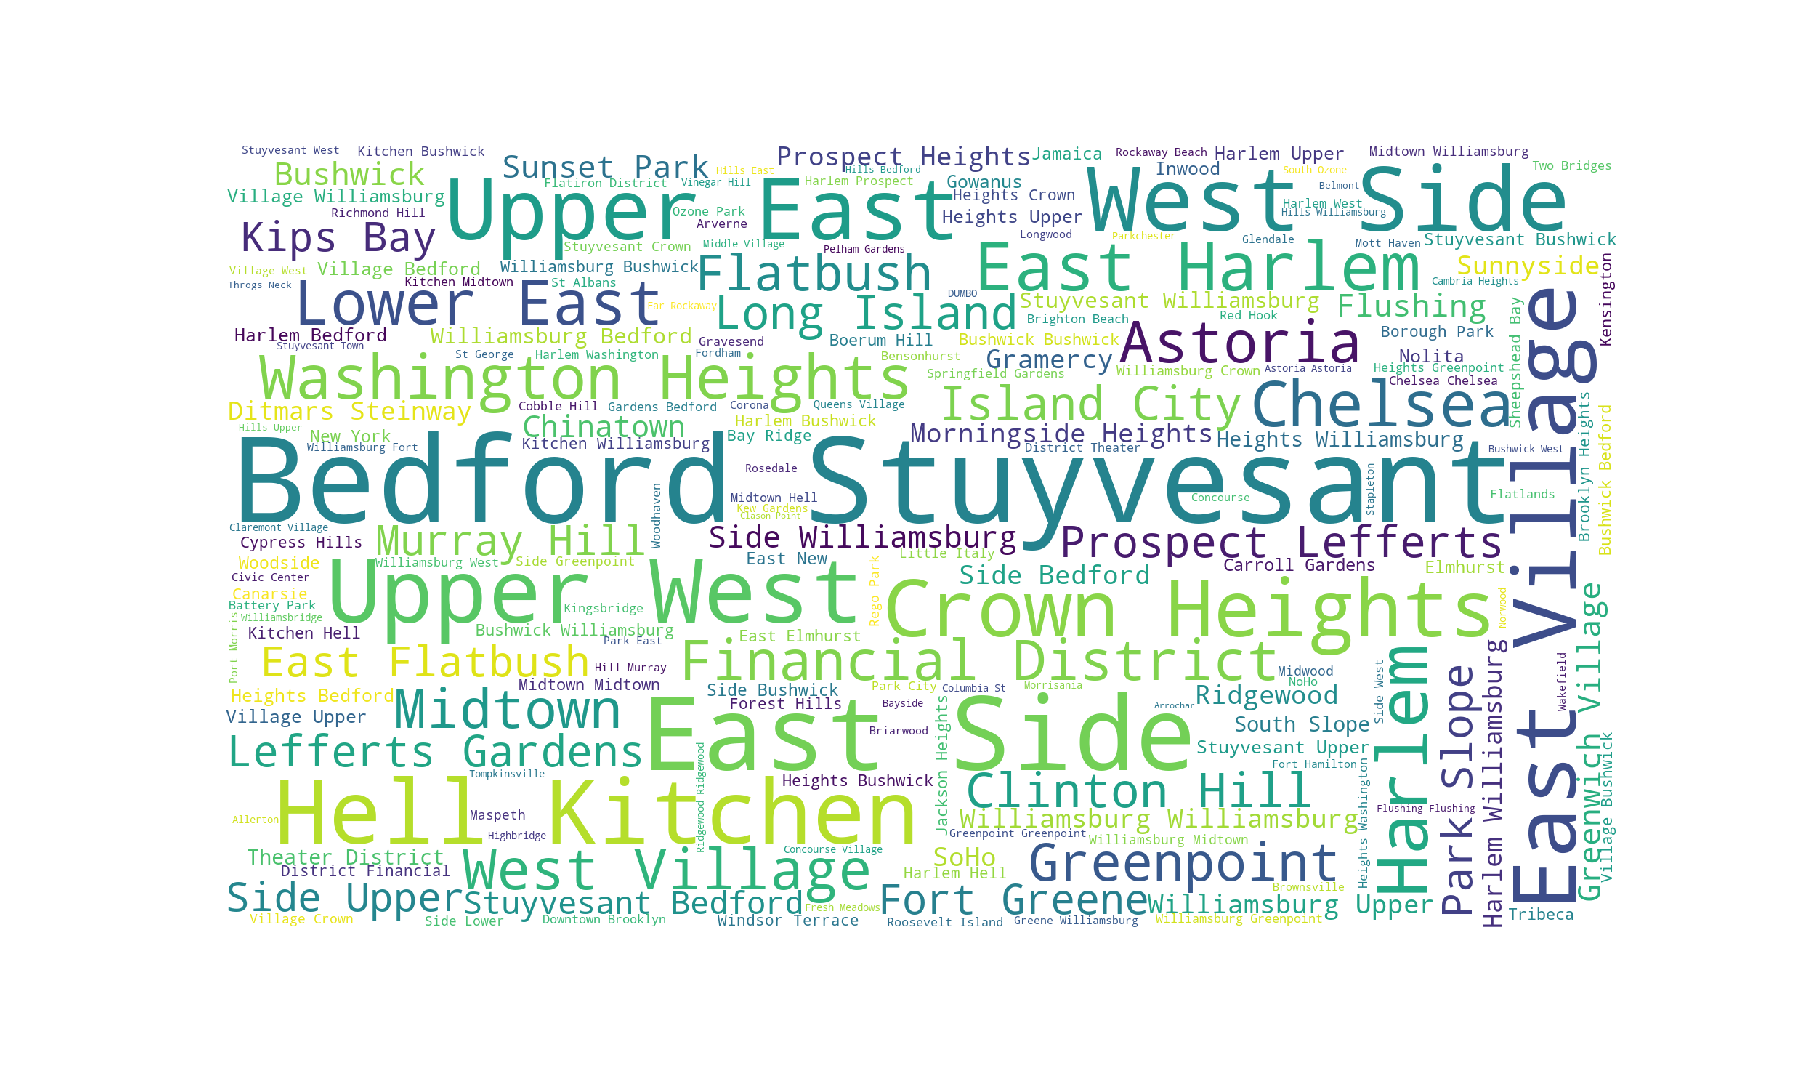 Stuyvesant West
Kitchen Bushwick
Sunset Park
Hills East
Prospect Heights
Hills Bedford
Jamaica
Rockaway Beach
Harlem Upper
Midtown Williamsburg
Bushwick
Flatiron District
Vinegar Hill
Harlem Prospect
Gowanus
Inwood
South Ozone
Belmont
Two Bridges
Village Williamsburg
Upper East
Heights Crown
West Side
Harlem West
Hills Williamsburg
Richmond Hill
Ozone Park
Arverne
Heights Upper
Kips Bay
Stuyvesant Crown
Middle Village
Pelham Gardens
Longwood
Parkchester
Glendale
Mott Haven
Stuyvesant Bushwick
Village West
Village Bedford
Williamsburg Bushwick
Flatbush
East Harlem
Sunnyside
Throgs Neck
Kitchen Midtown
St Albans
Cambria Heights
Kensington
Lower East
Far Rockaway
DUMBO
Long Island
Stuyvesant Williamsburg
Flushing
Brighton Beach
Red Hook
Harlem Bedford
Williamsburg Bedford
Gravesend
Boerum Hill
Bushwick Bushwick
Astoria
Borough Park
Sheepshead Bay
Stuyvesant Town
St George
Harlem Washington
Fordham
Bensonhurst
Gramercy
Nolita
Washington Heights
Springfield Gardens
Williamsburg Crown
Astoria Astoria
Heights Greenpoint
Chelsea Chelsea
Ditmars Steinway
Cobble Hill
Gardens Bedford
Corona
Queens Village
Island City
Chelsea
Hills Upper
New York
Chinatown
Harlem Bushwick
Williamsburg Fort
Kitchen Williamsburg
Bay Ridge
Morningside Heights
District Theater
Heights Williamsburg
Bushwick West
Brooklyn Heights
Bushwick Bedford
Bedford Stuyvesant
Rosedale
Midtown Hell
Kew Gardens
Clason Point
Concourse
Stapleton
Flatlands
East Village
Claremont Village
Cypress Hills
Murray Hill
Woodhaven
Side Williamsburg
Prospect Lefferts
Woodside
Williamsburg West
Side Greenpoint
East New
Little Italy
Carroll Gardens
Elmhurst
Civic Center
Canarsie
Upper West
Rego Park
Side Bedford
Crown Heights
Norwood
Battery Park
Williamsbridge
Kingsbridge
Port Morris
Kitchen Hell
Bushwick Williamsburg
Park East
East Elmhurst
Greenwich Village
East Flatbush
Hill Murray
Financial District
Midwood
NoHo
Side West
Harlem
Park Slope
Harlem Williamsburg
Wakefield
Heights Bedford
Midtown Midtown
Side Bushwick
Park City
Columbia St
Morrisania
Ridgewood
Village Upper
Midtown
Forest Hills
Bayside
Arrochar
South Slope
Lefferts Gardens
East Side
Briarwood
Jackson Heights
Stuyvesant Upper
Fort Hamilton
Village Bushwick
Tompkinsville
Ridgewood Ridgewood
Heights Bushwick
Clinton Hill
Heights Washington
Hell Kitchen
Allerton
Maspeth
Highbridge
Williamsburg Williamsburg
Flushing Flushing
Greenpoint Greenpoint
Williamsburg Midtown
Theater District
District Financial
West Village
Concourse Village
SoHo
Harlem Hell
Greenpoint
Brownsville
Side Upper
Stuyvesant Bedford
Fresh Meadows
Fort Greene
Williamsburg Upper
Tribeca
Village Crown
Side Lower
Downtown Brooklyn
Windsor Terrace
Roosevelt Island
Greene Williamsburg
Williamsburg Greenpoint